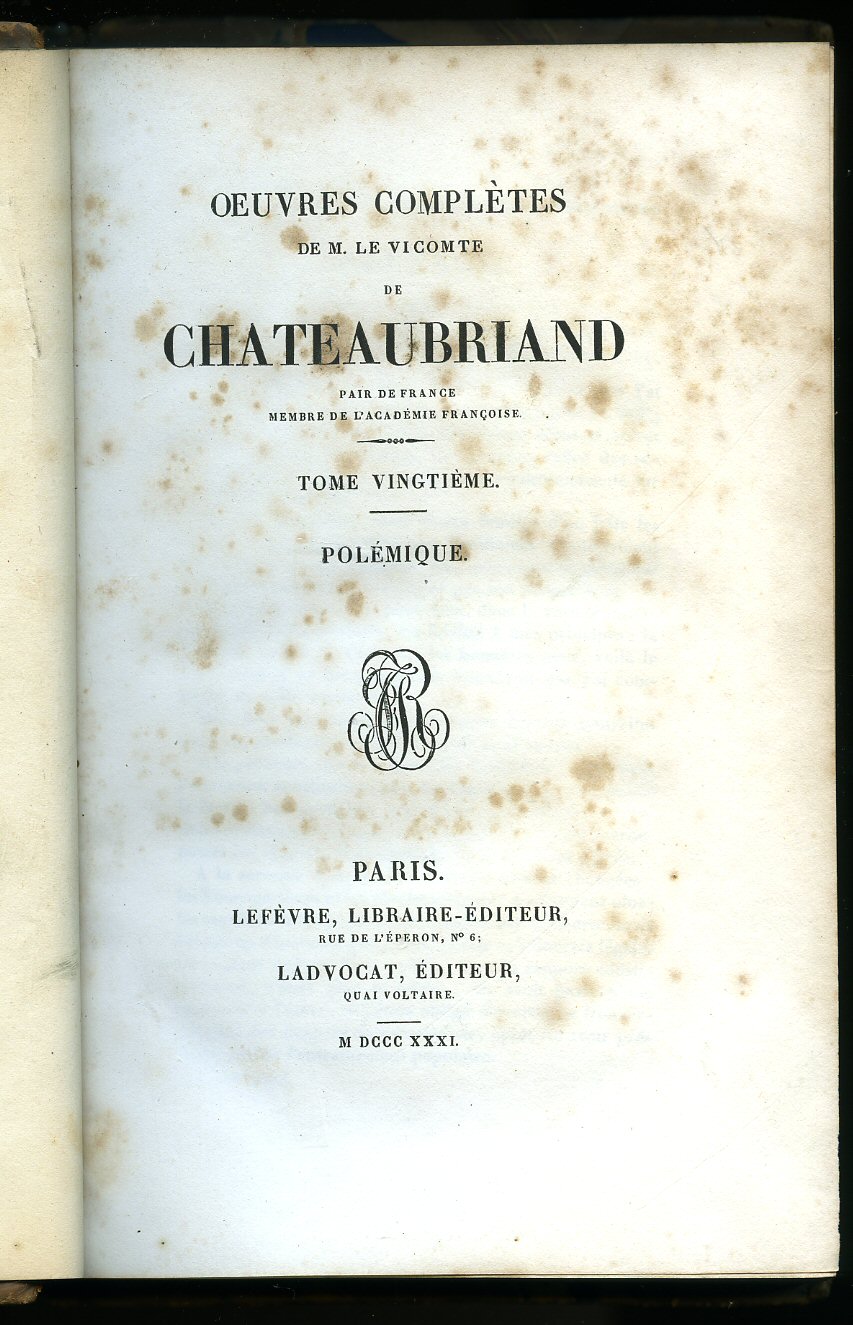 OEUVRES COMPLÈTES
DE M. LE VICOMTE
DE
CHATEAUBRIAND
PAIR DE FRANCE
MEMBRE DE L'ACADÉMIE FRANÇOISE.
TOME VINGTIÈME.
POLÉMIQUE.
PARIS.
LEFÈVRE, LIBRAIRE-ÉDITEUR,
RUE DE L'ÉPERON, Nº 6;
LADVOCAT, ÉDITEUR,
QUAI VOLTAIRE.
M DCCC XXXI.